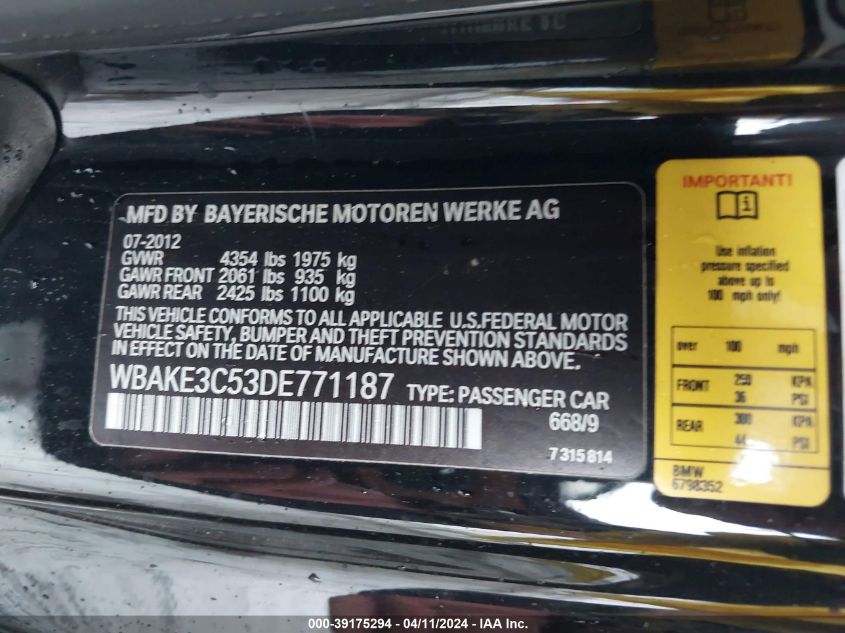 MFD BY BAYERISCHE MOTOREN WERKE AG
07-2012
GVWR 4354 lbs 1975 kg
GAWR FRONT 2061 lbs 935 kg
GAWR REAR 2425 lbs 1100 kg
THIS VEHICLE CONFORMS TO ALL APPLICABLE U.S.FEDERAL MOTOR
VEHICLE SAFETY, BUMPER AND THEFT PREVENTION STANDARDS
IN EFFECT ON THE DATE OF MANUFACTURE SHOWN ABOVE.
WBAKE3C53DE771187 TYPE: PASSENGER CAR
668/9
7315814
IMPORTANT!
Use inflation
pressure specified
above up to
100 mph only!
over 100 mph
FRONT 250 KPA
36 PSI
REAR 300 KPA
44 PSI
BMW
6798352
000-39175294 - 04/11/2024 - IAA Inc.